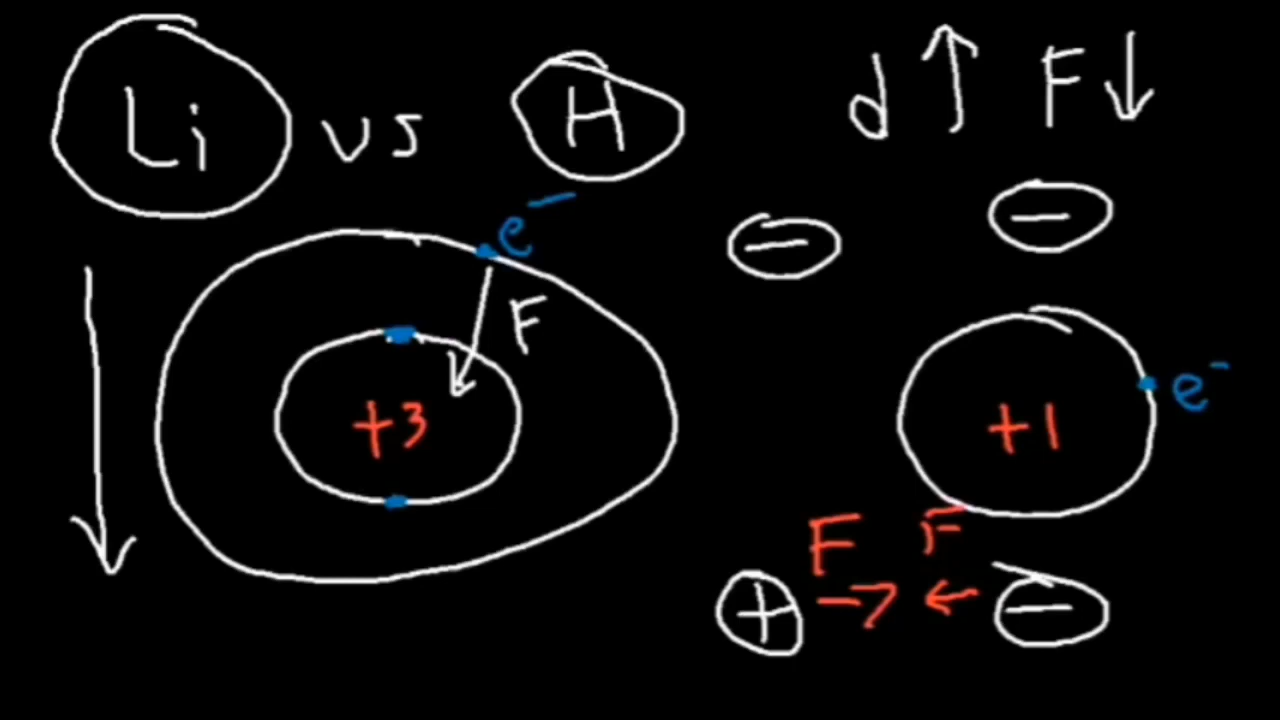 Li vs H
d ↑ F ↓
e⁻
− −
F
+3
+1
e⁻
F F
+ → ← −